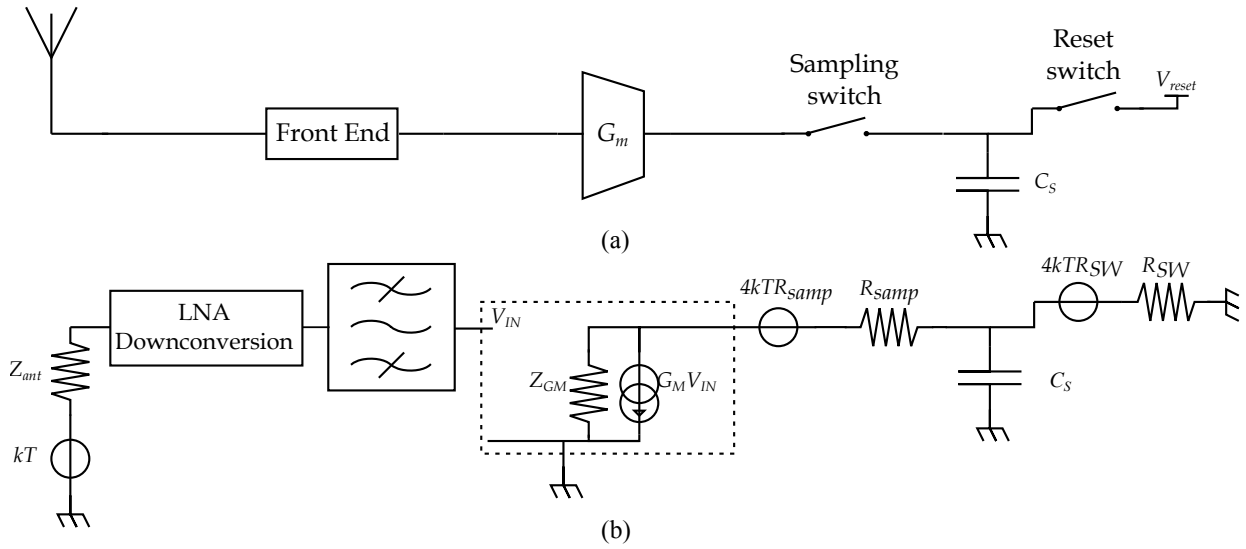 Front End
G_m
Sampling
switch
Reset
switch
V_reset
C_S
(a)
Z_ant
kT
LNA
Downconversion
V_IN
Z_GM
G_M V_IN
4kTR_samp
R_samp
C_S
4kTR_SW
R_SW
(b)